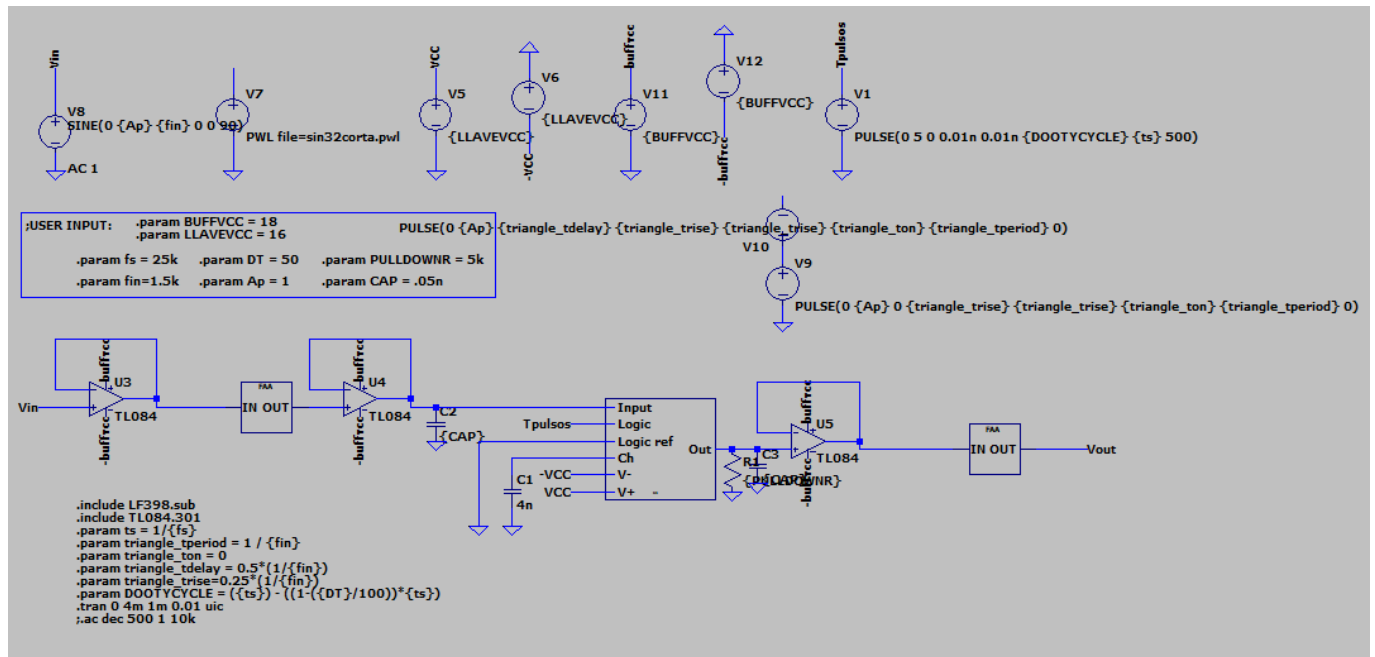 Vin
V8
SINE(0 {Ap} {fin} 0 0 90)
AC 1
V7
PWL file=sin32corta.pwl
VCC
V5
{LLAVEVCC}
V6
{LLAVEVCC}
-VCC
buffvcc
V11
{BUFFVCC}
V12
{BUFFVCC}
-buffvcc
Tpulsos
V1
PULSE(0 5 0 0.01n 0.01n {DOOTYCYCLE} {ts} 500)
;USER INPUT:
.param BUFFVCC = 18
.param LLAVEVCC = 16
.param fs = 25k .param DT = 50 .param PULLDOWNR = 5k
.param fin=1.5k .param Ap = 1 .param CAP = .05n
PULSE(0 {Ap} {triangle_tdelay} {triangle_trise} {triangle_trise} {triangle_ton} {triangle_tperiod} 0)
V10
V9
PULSE(0 {Ap} 0 {triangle_trise} {triangle_trise} {triangle_ton} {triangle_tperiod} 0)
Vin
buffvcc
U3
TL084
-buffvcc
FAA
IN OUT
buffvcc
U4
TL084
-buffvcc
C2
{CAP}
Tpulsos
-VCC
VCC
C1
4n
Input
Logic
Logic ref
Ch
V-
V+
Out
R1
{PULLDOWNR}
C3
{CAP}
buffvcc
U5
TL084
-buffvcc
FAA
IN OUT
Vout
.include LF398.sub
.include TL084.301
.param ts = 1/{fs}
.param triangle_tperiod = 1 / {fin}
.param triangle_ton = 0
.param triangle_tdelay = 0.5*(1/{fin})
.param triangle_trise=0.25*(1/{fin})
.param DOOTYCYCLE = ({ts}) - ((1-({DT}/100))*{ts})
.tran 0 4m 1m 0.01 uic
;.ac dec 500 1 10k